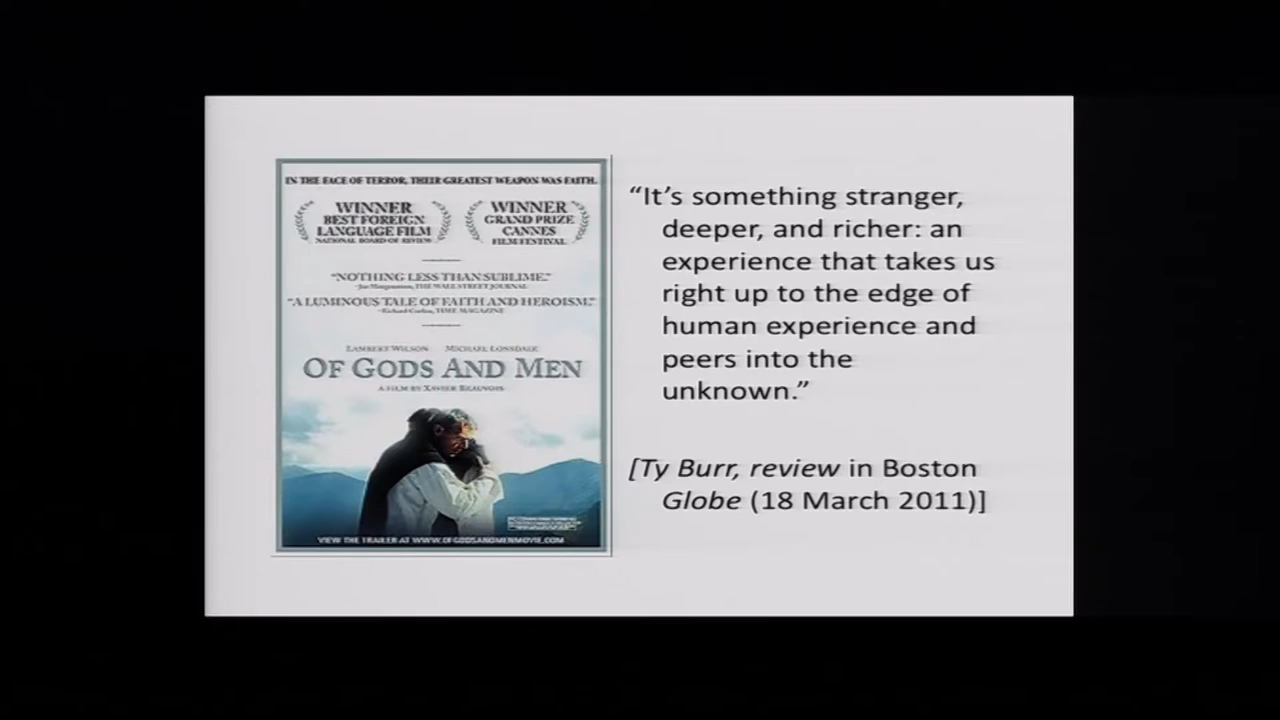 IN THE FACE OF TERROR, THEIR GREATEST WEAPON WAS FAITH.
WINNER
BEST FOREIGN
LANGUAGE FILM
NATIONAL BOARD OF REVIEW
WINNER
GRAND PRIZE
CANNES
FILM FESTIVAL
"NOTHING LESS THAN SUBLIME."
-Joe Morgenstern, THE WALL STREET JOURNAL
"A LUMINOUS TALE OF FAITH AND HEROISM."
-Richard Corliss, TIME MAGAZINE
LAMBERT WILSON MICHAEL LONSDALE
OF GODS AND MEN
A FILM BY XAVIER BEAUVOIS
VIEW THE TRAILER AT WWW.OFGODSANDMENMOVIE.COM
“It’s something stranger,
deeper, and richer: an
experience that takes us
right up to the edge of
human experience and
peers into the
unknown.”
[Ty Burr, review in Boston
Globe (18 March 2011)]